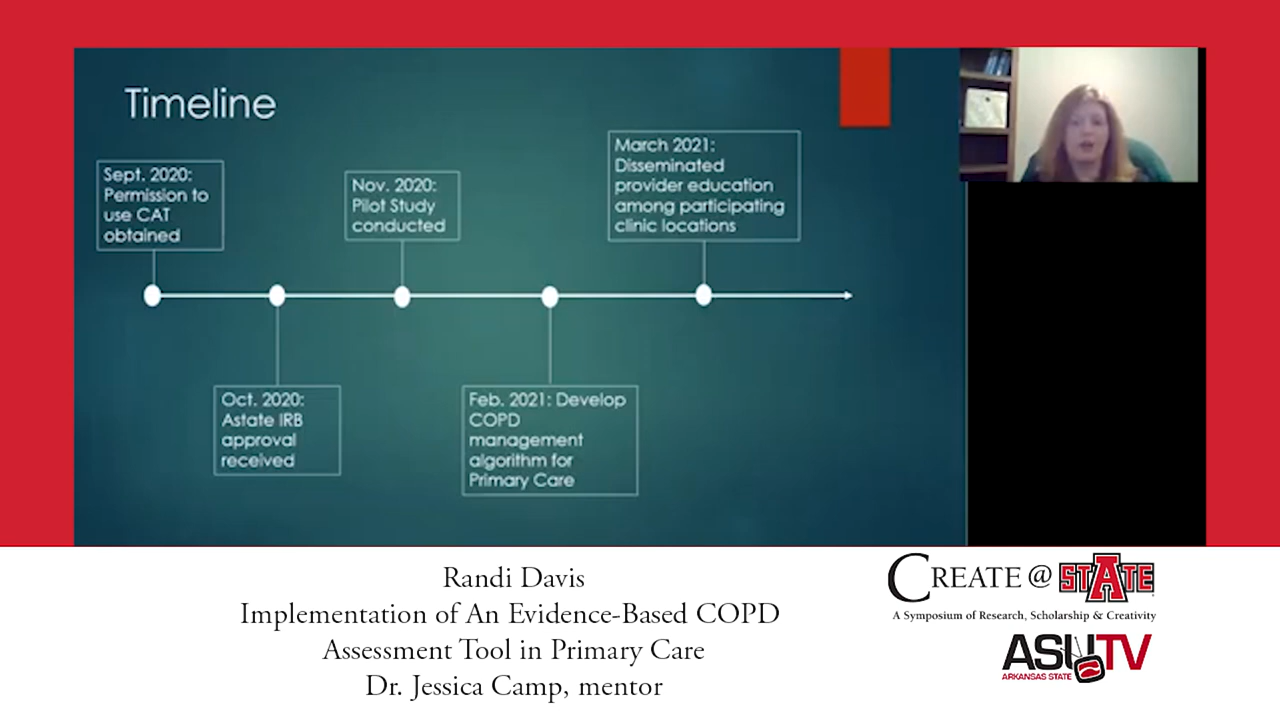 Timeline
Sept. 2020:
Permission to
use CAT
obtained
Oct. 2020:
Astate IRB
approval
received
Nov. 2020:
Pilot Study
conducted
Feb. 2021: Develop
COPD
management
algorithm for
Primary Care
March 2021:
Disseminated
provider education
among participating
clinic locations
Randi Davis
Implementation of An Evidence-Based COPD
Assessment Tool in Primary Care
Dr. Jessica Camp, mentor
CREATE @ STATE
A Symposium of Research, Scholarship & Creativity
ASUTV
ARKANSAS STATE